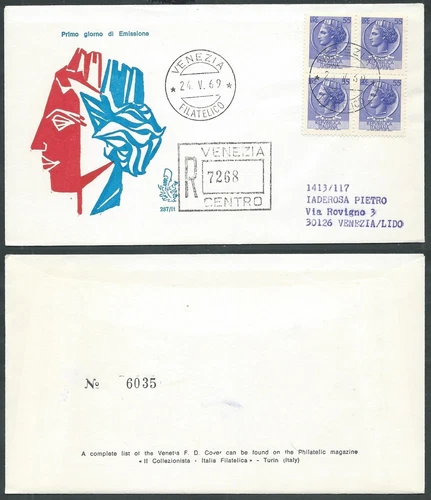 Primo giorno di Emissione
VENEZIA
* 24.V.69 *
FILATELICO
R
VENEZIA
7268
CENTRO
287/It
1413/117
IADEROSA PIETRO
Via Rovigno 3
30126 VENEZIA/LIDO
No 6035
A complete list of the Venetia F. D. Cover can be found on the Philatelic magazine
« Il Collezionista - Italia Filatelica » - Turin (Italy)